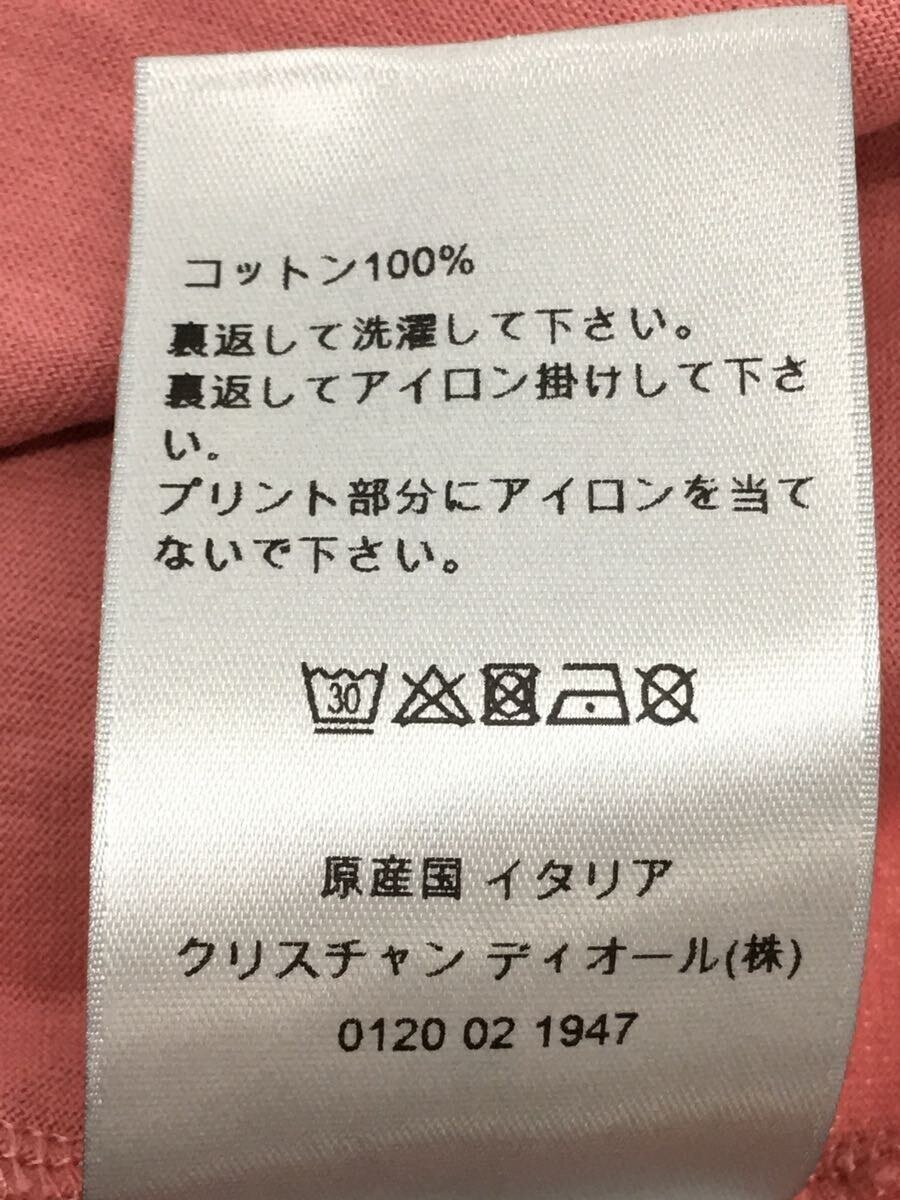 コットン100%
裏返して洗濯して下さい。
裏返してアイロン掛けして下さ
い。
プリント部分にアイロンを当て
ないで下さい。
30
原産国 イタリア
クリスチャン ディオール(株)
0120 02 1947